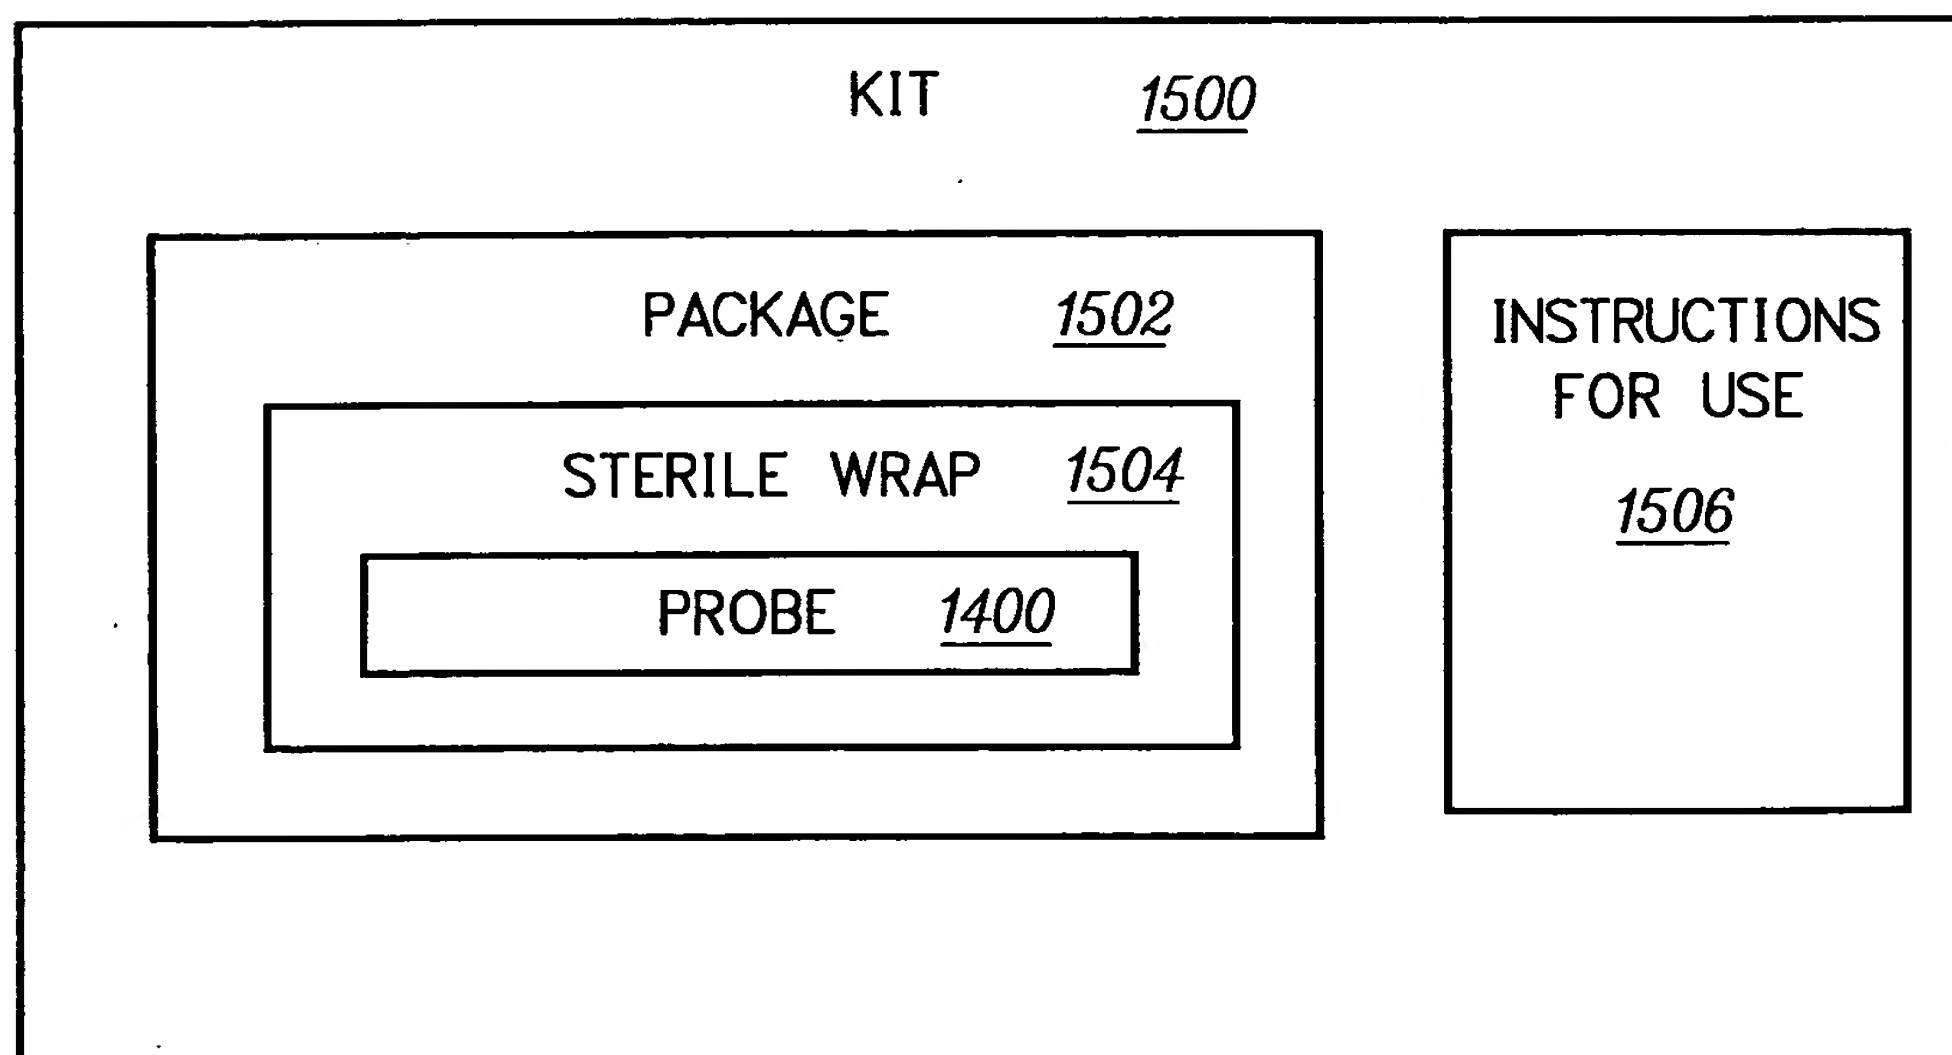 KIT 1500
PACKAGE 1502
STERILE WRAP 1504
PROBE 1400
INSTRUCTIONS
FOR USE
1506